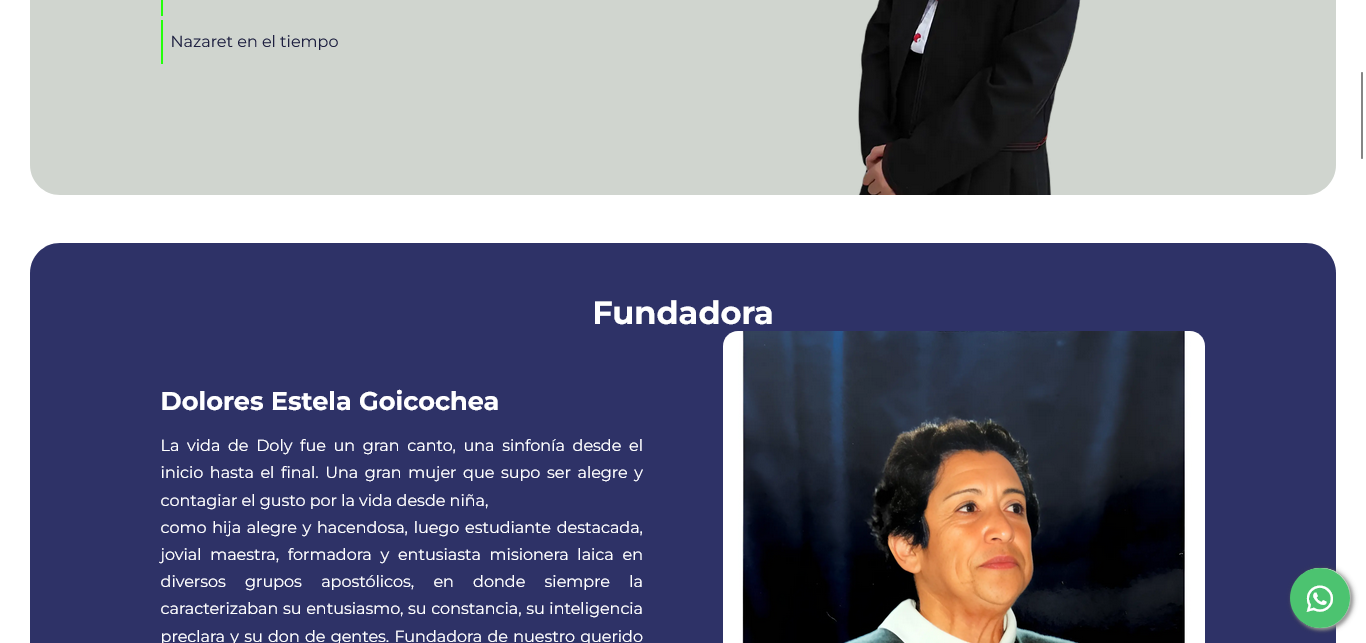 Nazaret en el tiempo
Fundadora
Dolores Estela Goicochea
La vida de Doly fue un gran canto, una sinfonía desde el
inicio hasta el final. Una gran mujer que supo ser alegre y
contagiar el gusto por la vida desde niña,
como hija alegre y hacendosa, luego estudiante destacada,
jovial maestra, formadora y entusiasta misionera laica en
diversos grupos apostólicos, en donde siempre la
caracterizaban su entusiasmo, su constancia, su inteligencia
preclara y su don de gentes. Fundadora de nuestro querido